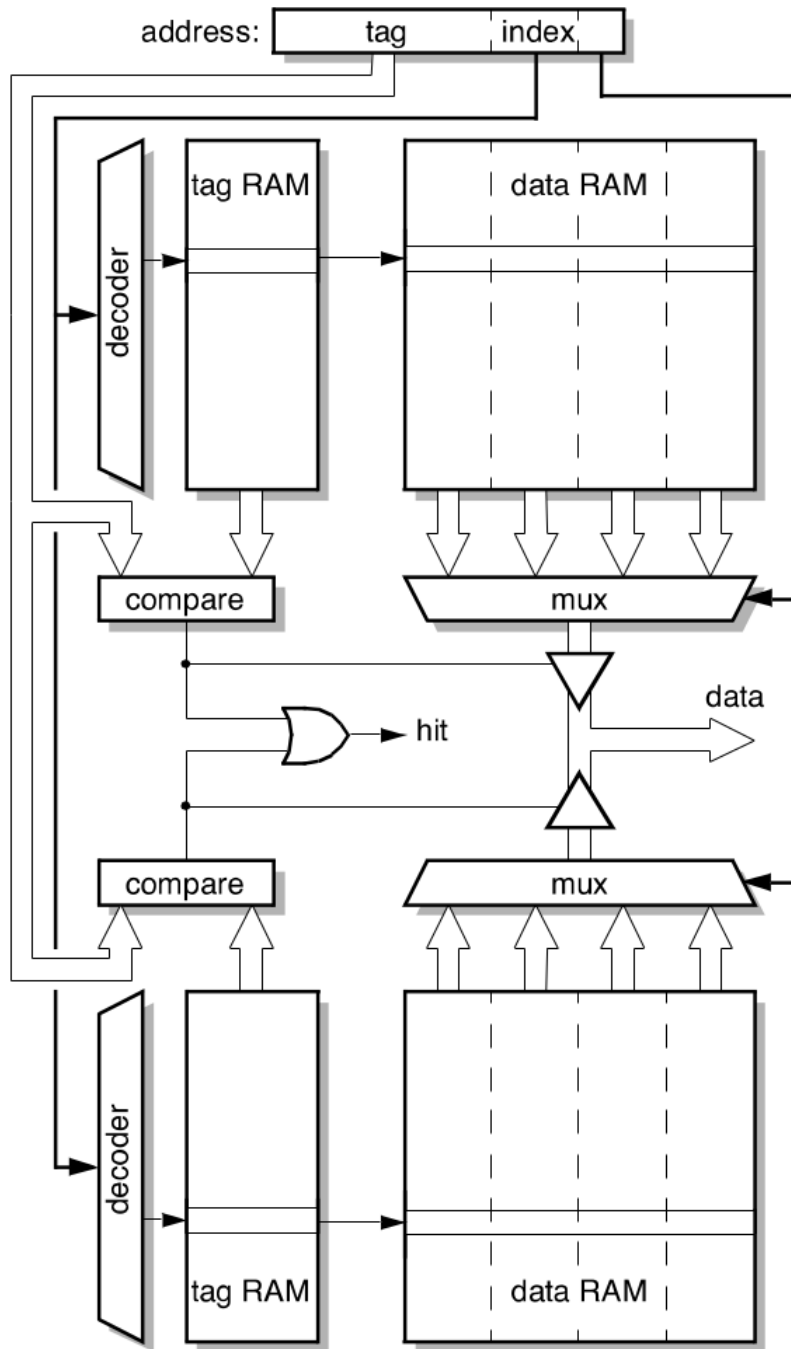 address: tag index
tag RAM data RAM
decoder
compare mux
hit data
compare mux
decoder
tag RAM data RAM